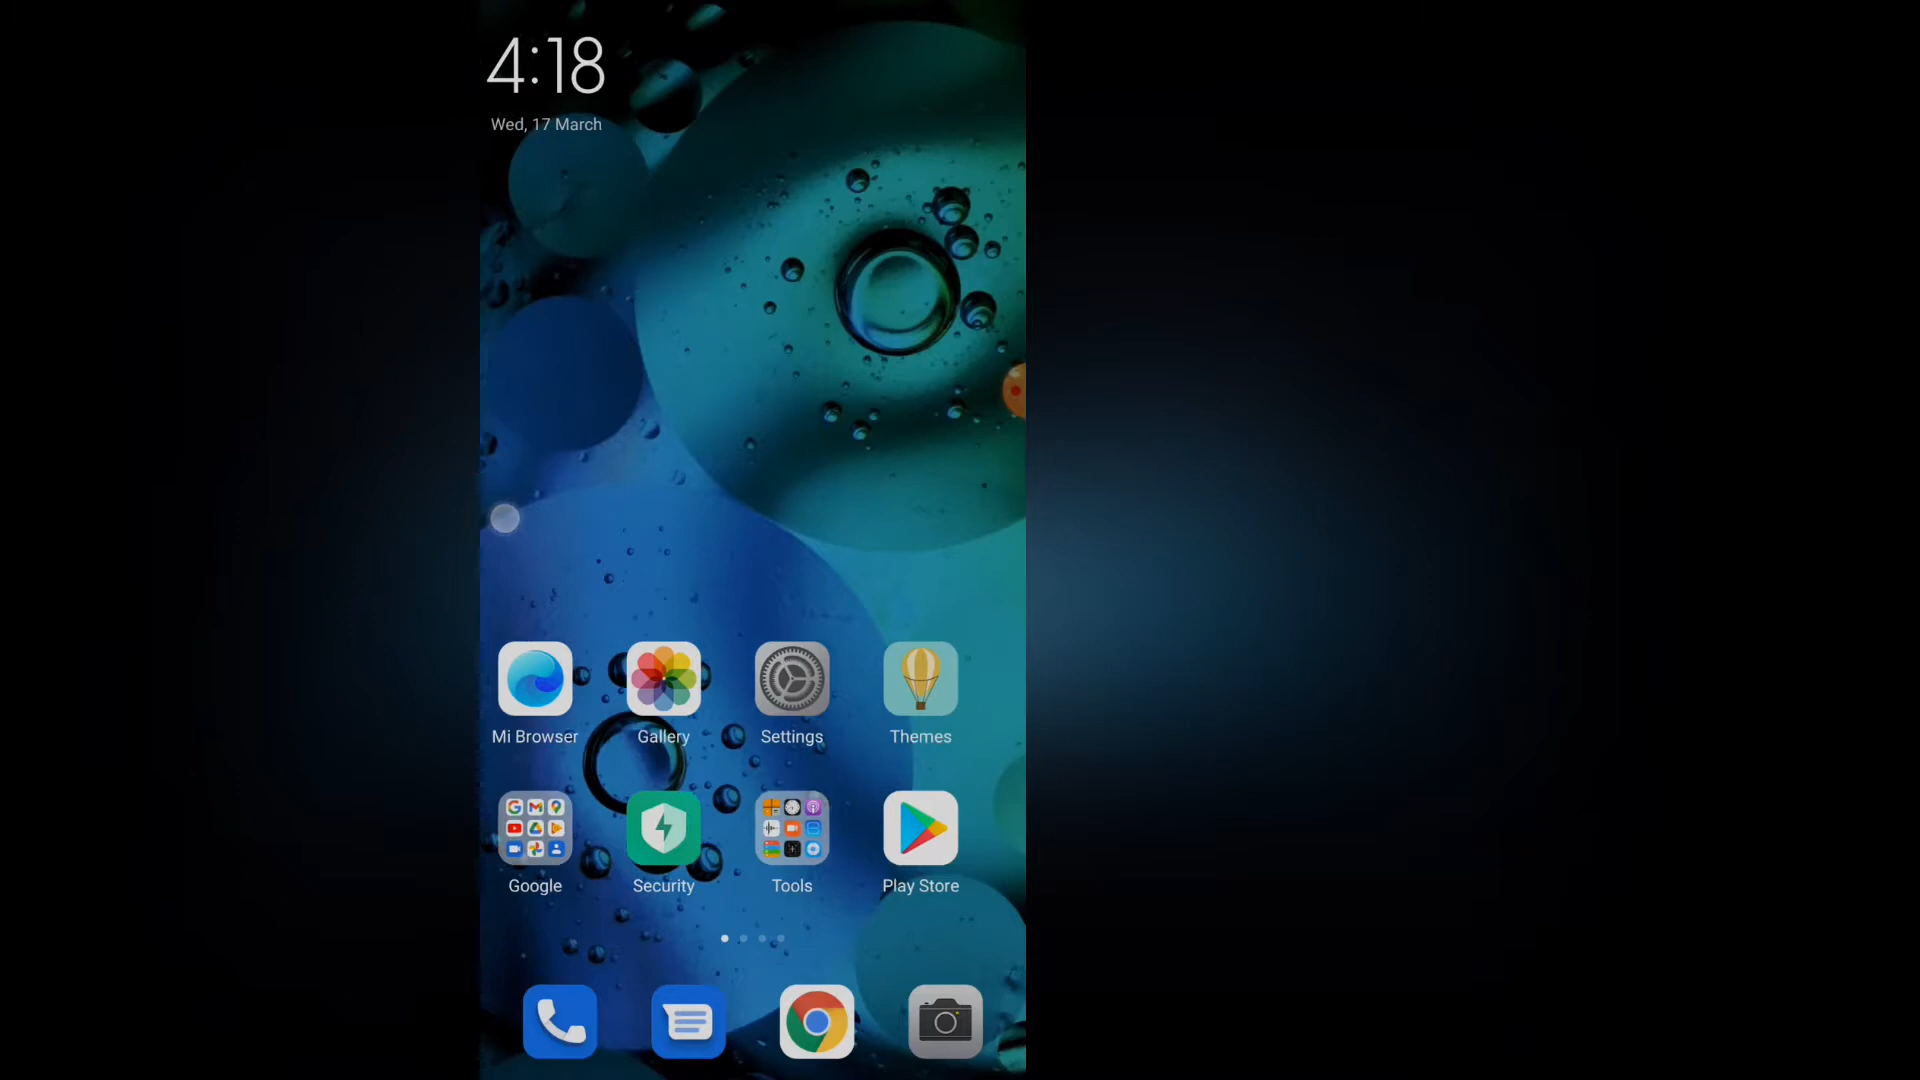 4:18
Wed, 17 March
Mi Browser
Gallery
Settings
Themes
Google
Security
Tools
Play Store